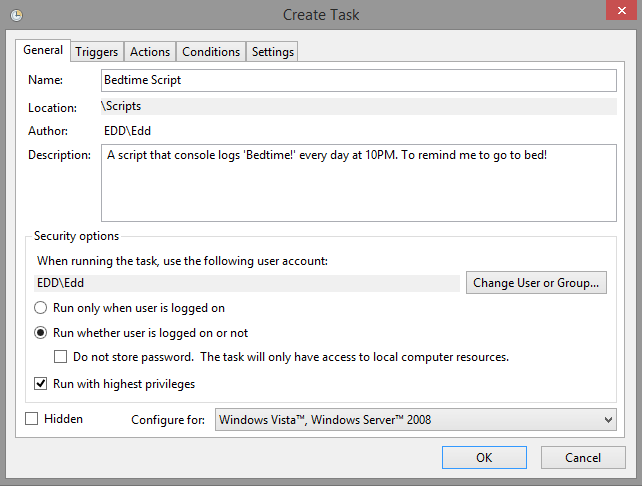 Create Task
General Triggers Actions Conditions Settings
Name: Bedtime Script
Location: \Scripts
Author: EDD\Edd
Description: A script that console logs 'Bedtime!' every day at 10PM. To remind me to go to bed!
Security options
When running the task, use the following user account:
EDD\Edd Change User or Group...
Run only when user is logged on
Run whether user is logged on or not
Do not store password. The task will only have access to local computer resources.
Run with highest privileges
Hidden Configure for: Windows Vista™, Windows Server™ 2008
OK Cancel